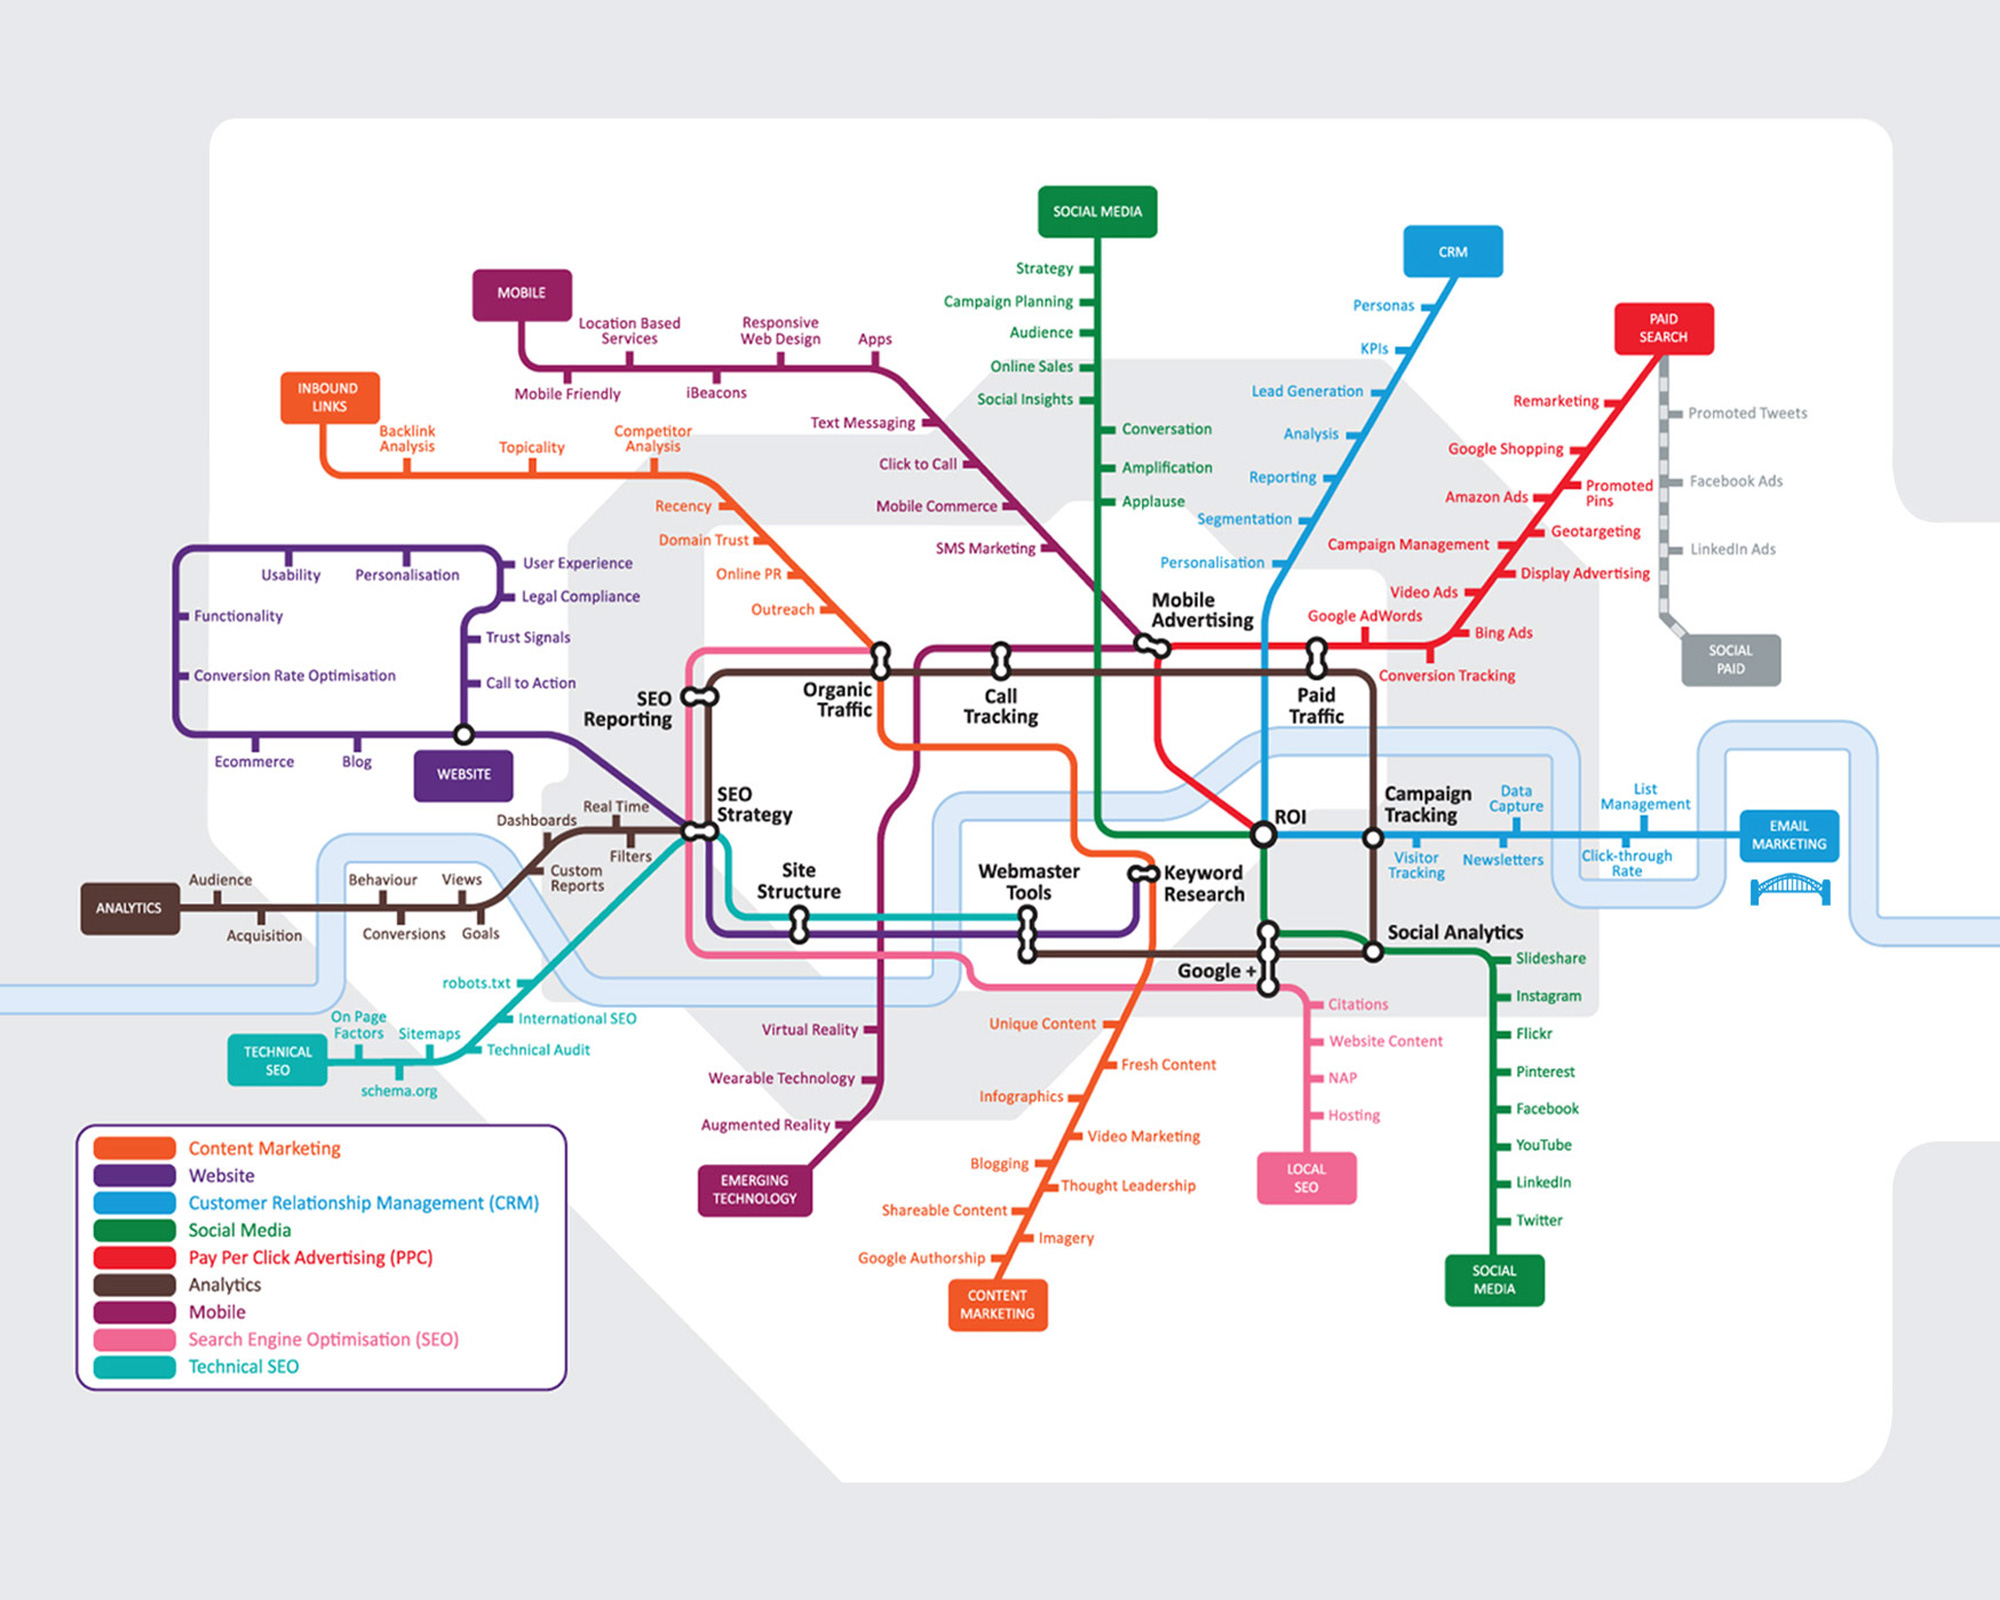 SOCIAL MEDIA
Strategy
Campaign Planning
Audience
Online Sales
Social Insights
Conversation
Amplification
Applause
CRM
Personas
KPIs
Lead Generation
Analysis
Reporting
Segmentation
Personalisation
PAID
SEARCH
Remarketing
Google Shopping
Amazon Ads
Promoted
Pins
Geotargeting
Campaign Management
Display Advertising
Video Ads
Google AdWords
Bing Ads
Conversion Tracking
Promoted Tweets
Facebook Ads
LinkedIn Ads
SOCIAL
PAID
MOBILE
Location Based
Services
Responsive
Web Design
Apps
Mobile Friendly
iBeacons
Text Messaging
Click to Call
Mobile Commerce
SMS Marketing
INBOUND
LINKS
Backlink
Analysis
Topicality
Competitor
Analysis
Recency
Domain Trust
Online PR
Outreach
Usability
Personalisation
User Experience
Legal Compliance
Functionality
Trust Signals
Conversion Rate Optimisation
Call to Action
Ecommerce
Blog
WEBSITE
Mobile
Advertising
SEO
Reporting
Organic
Traffic
Call
Tracking
Paid
Traffic
SEO
Strategy
ROI
Campaign
Tracking
Site
Structure
Webmaster
Tools
Keyword
Research
Google +
Social Analytics
Data
Capture
List
Management
Visitor
Tracking
Newsletters
Click-through
Rate
EMAIL
MARKETING
ANALYTICS
Audience
Acquisition
Behaviour
Conversions
Views
Goals
Dashboards
Custom
Reports
Real Time
Filters
robots.txt
International SEO
On Page
Factors
Sitemaps
Technical Audit
schema.org
TECHNICAL
SEO
Virtual Reality
Wearable Technology
Augmented Reality
EMERGING
TECHNOLOGY
Unique Content
Fresh Content
Infographics
Video Marketing
Blogging
Thought Leadership
Shareable Content
Imagery
Google Authorship
CONTENT
MARKETING
Citations
Website Content
NAP
Hosting
LOCAL
SEO
Slideshare
Instagram
Flickr
Pinterest
Facebook
YouTube
LinkedIn
Twitter
SOCIAL
MEDIA
Content Marketing
Website
Customer Relationship Management (CRM)
Social Media
Pay Per Click Advertising (PPC)
Analytics
Mobile
Search Engine Optimisation (SEO)
Technical SEO